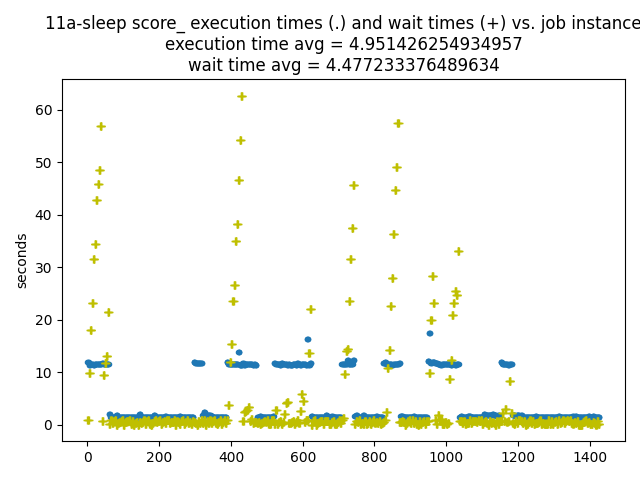 11a-sleep score_ execution times (.) and wait times (+) vs. job instance
execution time avg = 4.951426254934957
wait time avg = 4.477233376489634
60
50
40
30
20
10
0
seconds
0 200 400 600 800 1000 1200 1400